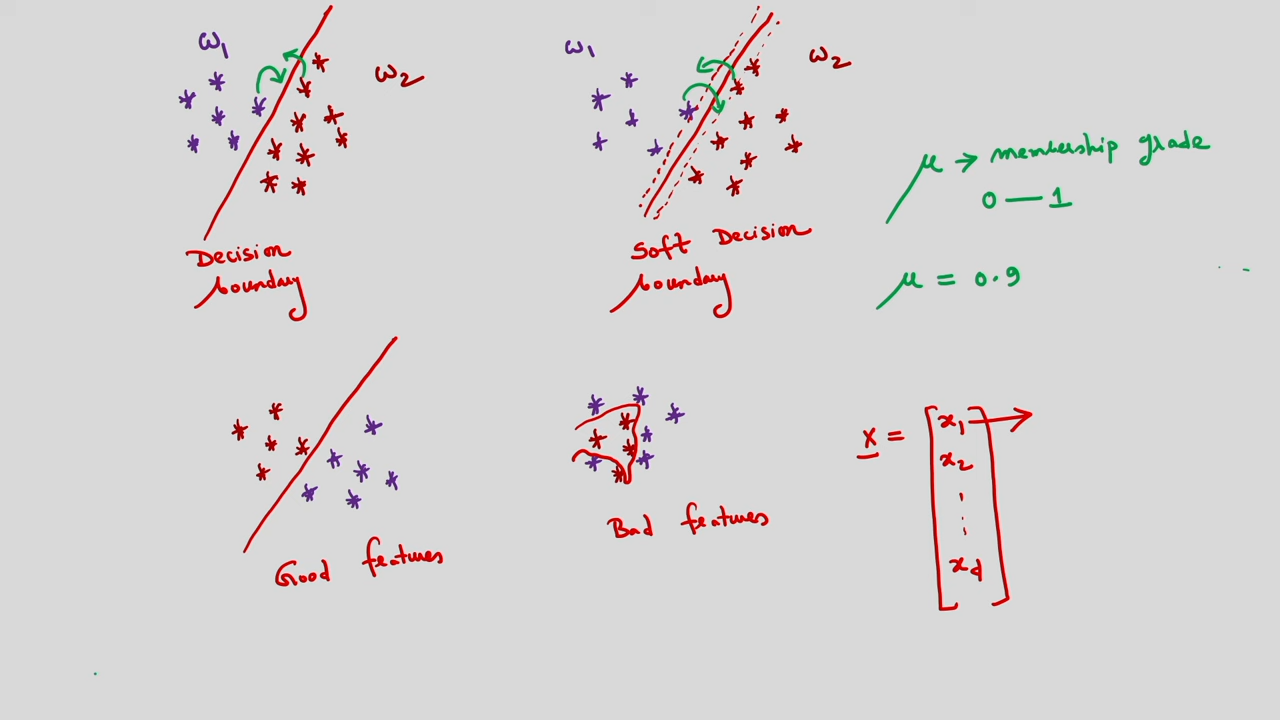 ω1
ω2
Decision
boundary
ω1
ω2
Soft Decision
boundary
μ → membership grade
0 — 1
μ = 0.9
Good features
Bad features
x =
x1
x2
xd